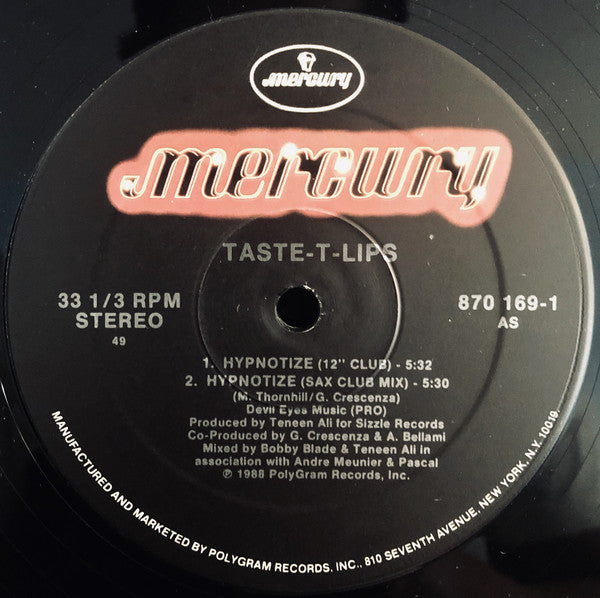 mercury
mercury
TASTE-T-LIPS
33 1/3 RPM
STEREO
49
870 169-1
AS
1. HYPNOTIZE (12" CLUB) - 5:32
2. HYPNOTIZE (SAX CLUB MIX) - 5:30
(M. Thornhill/G. Crescenza)
Devil Eyes Music (PRO)
Produced by Teneen Ali for Sizzle Records
Co-Produced by G. Crescenza & A. Bellami
Mixed by Bobby Blade & Teneen Ali in
association with Andre Meunier & Pascal
℗ 1988 PolyGram Records, Inc.
MANUFACTURED AND MARKETED BY POLYGRAM RECORDS, INC., 810 SEVENTH AVENUE, NEW YORK, N.Y. 10019.